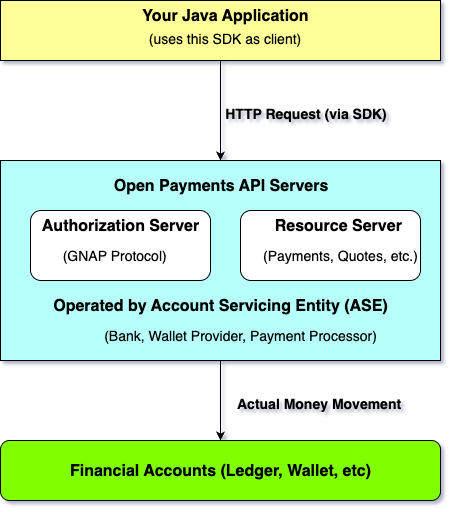 Your Java Application
(uses this SDK as client)
HTTP Request (via SDK)
Open Payments API Servers
Authorization Server
(GNAP Protocol)
Resource Server
(Payments, Quotes, etc.)
Operated by Account Servicing Entity (ASE)
(Bank, Wallet Provider, Payment Processor)
Actual Money Movement
Financial Accounts (Ledger, Wallet, etc)